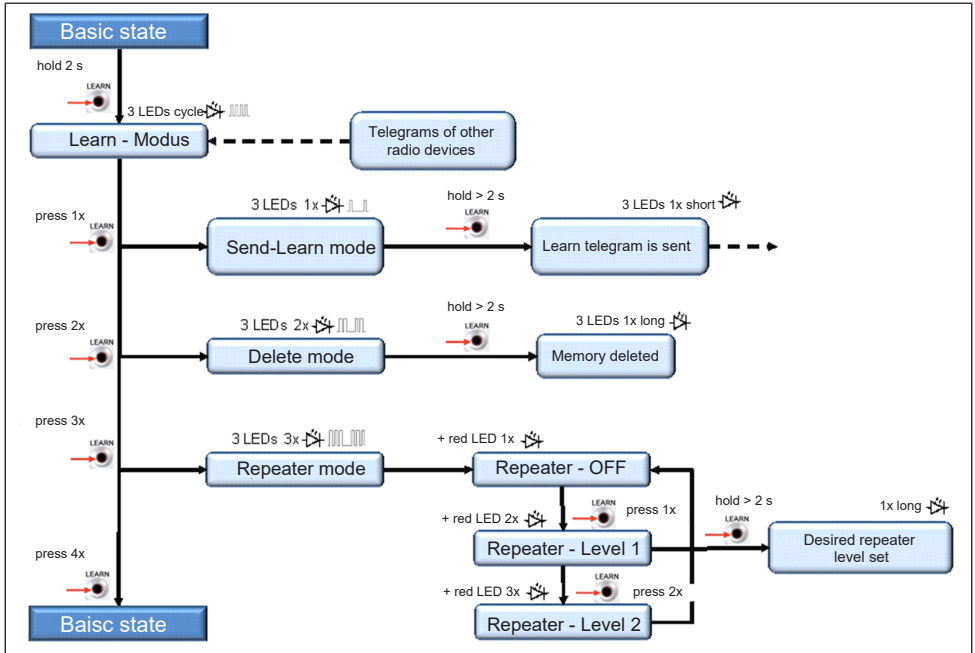 Basic state
hold 2 s
LEARN
3 LEDs cycle
Learn - Modus
Telegrams of other
radio devices
press 1x
LEARN
3 LEDs 1x
Send-Learn mode
hold > 2 s
LEARN
3 LEDs 1x short
Learn telegram is sent
press 2x
LEARN
3 LEDs 2x
Delete mode
hold > 2 s
LEARN
3 LEDs 1x long
Memory deleted
press 3x
LEARN
3 LEDs 3x
Repeater mode
+ red LED 1x
Repeater - OFF
LEARN
press 1x
+ red LED 2x
Repeater - Level 1
hold > 2 s
LEARN
1x long
Desired repeater
level set
LEARN
press 2x
+ red LED 3x
Repeater - Level 2
press 4x
LEARN
Baisc state